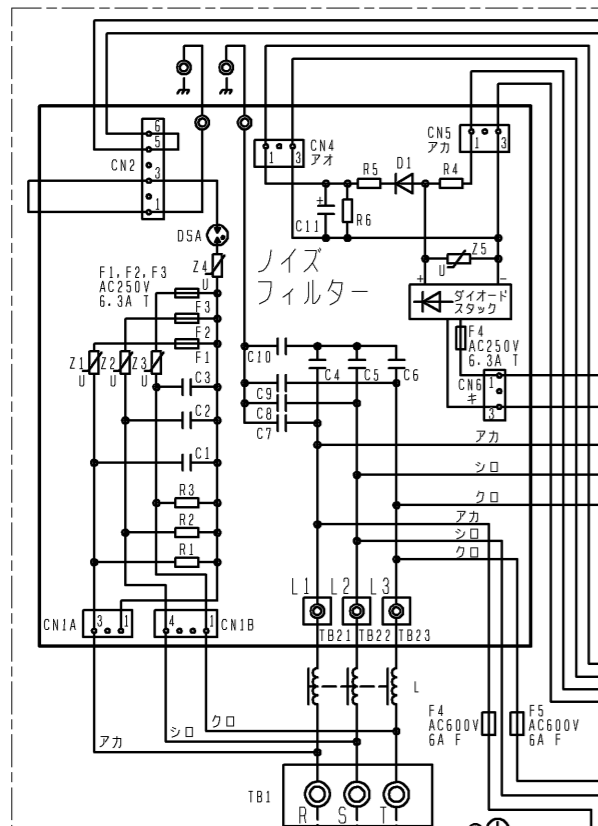 6
5
3
1
CN2
CN4
アオ
1
3
CN5
アカ
1
3
D1
R5
R4
C11
+
R6
DSA
Z4
U
ノイズ
フィルター
Z5
U
+
−
ダイオード
スタック
F1,F2,F3
AC250V
6.3A T
F3
F2
F1
F4
AC250V
6.3A T
Z1
U
Z2
U
Z3
U
C10
C4
C5
C6
CN6
キ
1
3
C3
C9
C8
C7
C2
アカ
C1
シロ
R3
クロ
R2
アカ
シロ
R1
クロ
L1
L2
L3
CN1A
3
1
4
1
CN1B
TB21
TB22
TB23
L
クロ
シロ
アカ
F4
AC600V
6A F
F5
AC600V
6A F
TB1
R
S
T